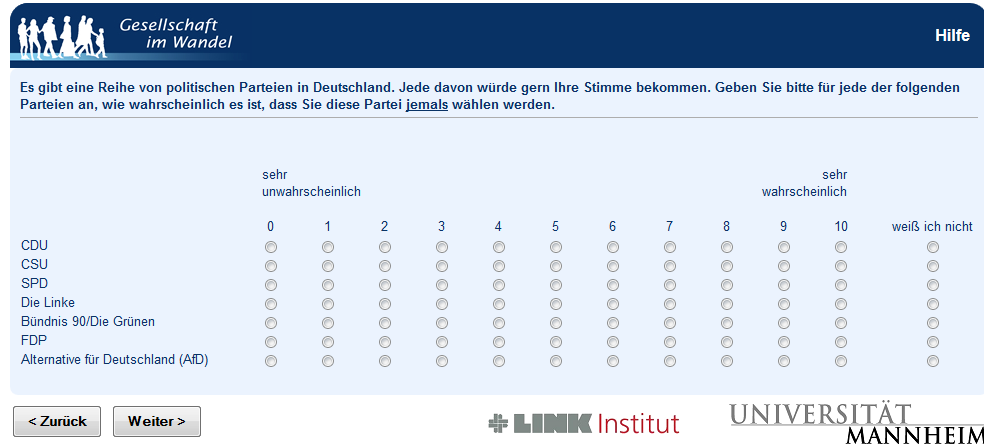 Gesellschaft
im Wandel
Hilfe
Es gibt eine Reihe von politischen Parteien in Deutschland. Jede davon würde gern Ihre Stimme bekommen. Geben Sie bitte für jede der folgenden
Parteien an, wie wahrscheinlich es ist, dass Sie diese Partei jemals wählen werden.
sehr
unwahrscheinlich
sehr
wahrscheinlich
0 1 2 3 4 5 6 7 8 9 10 weiß ich nicht
CDU
CSU
SPD
Die Linke
Bündnis 90/Die Grünen
FDP
Alternative für Deutschland (AfD)
< Zurück
Weiter >
LINK Institut
UNIVERSITÄT
MANNHEIM